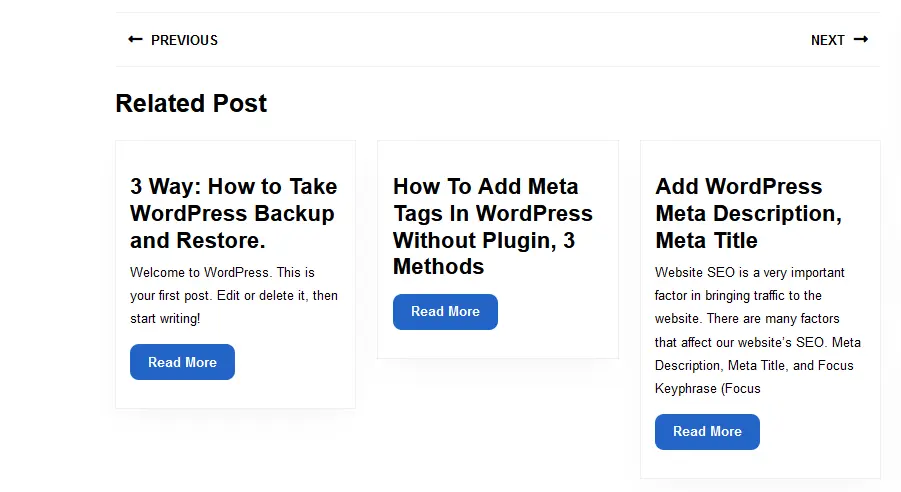 PREVIOUS
NEXT
Related Post
3 Way: How to Take
WordPress Backup
and Restore.
Welcome to WordPress. This is
your first post. Edit or delete it, then
start writing!
Read More
How To Add Meta
Tags In WordPress
Without Plugin, 3
Methods
Read More
Add WordPress
Meta Description,
Meta Title
Website SEO is a very important
factor in bringing traffic to the
website. There are many factors
that affect our website’s SEO. Meta
Description, Meta Title, and Focus
Keyphrase (Focus
Read More